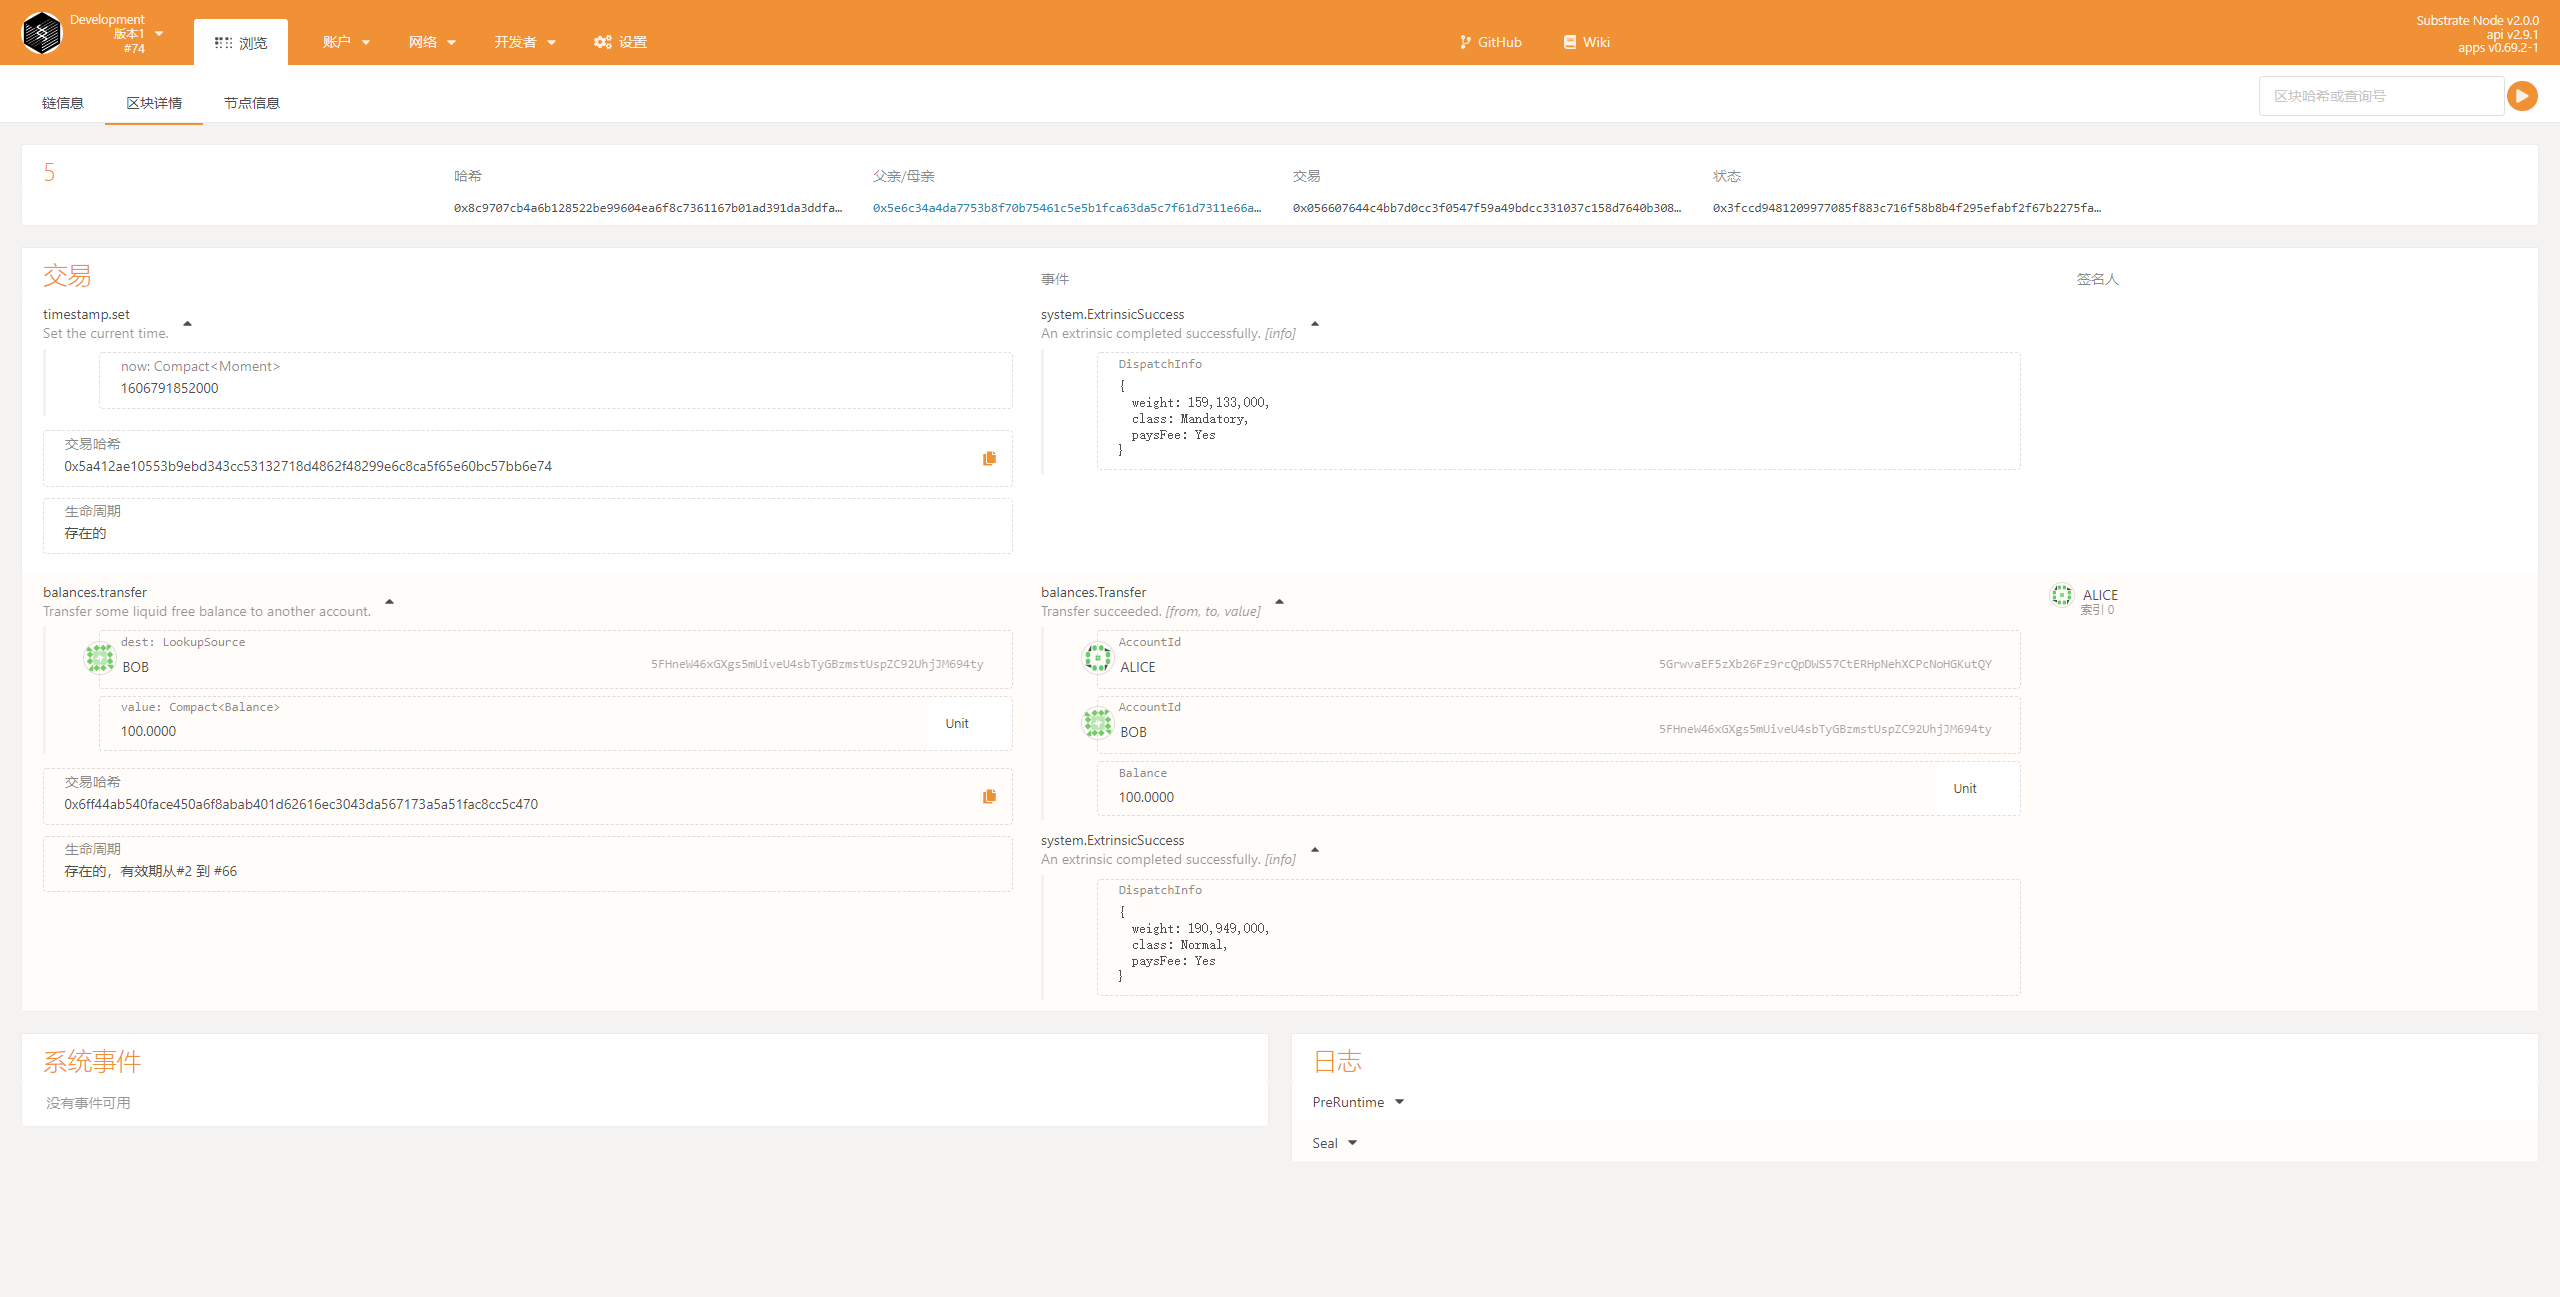 Development
版本1
#74
浏览
账户
网络
开发者
设置
GitHub
Wiki
Substrate Node v2.0.0
api v2.9.1
apps v0.69.2-1
链信息
区块详情
节点信息
区块哈希或查询号
5
哈希
父亲/母亲
交易
状态
0x8c9707cb4a6b128522be99604ea6f8c7361167b01ad391da3ddfa…
0x5e6c34a4da7753b8f70b75461c5e5b1fca63da5c7f61d7311e66a…
0x056607644c4bb7d0cc3f0547f59a49bdcc331037c158d7640b308…
0x3fccd9481209977085f883c716f58b8b4f295efabf2f67b2275fa…
交易
事件
签名人
timestamp.set
Set the current time.
now: Compact<Moment>
1606791852000
交易哈希
0x5a412ae10553b9ebd343cc53132718d4862f48299e6c8ca5f65e60bc57bb6e74
生命周期
存在的
system.ExtrinsicSuccess
An extrinsic completed successfully. [info]
DispatchInfo
{
weight: 159,133,000,
class: Mandatory,
paysFee: Yes
}
balances.transfer
Transfer some liquid free balance to another account.
dest: LookupSource
BOB
5FHneW46xGXgs5mUiveU4sbTyGBzmstUspZC92UhjJM694ty
value: Compact<Balance>
100.0000
Unit
交易哈希
0x6ff44ab540face450a6f8abab401d62616ec3043da567173a5a51fac8cc5c470
生命周期
存在的，有效期从#2 到 #66
balances.Transfer
Transfer succeeded. [from, to, value]
AccountId
ALICE
5GrwvaEF5zXb26Fz9rcQpDWS57CtERHpNehXCPcNoHGKutQY
AccountId
BOB
5FHneW46xGXgs5mUiveU4sbTyGBzmstUspZC92UhjJM694ty
Balance
100.0000
Unit
system.ExtrinsicSuccess
An extrinsic completed successfully. [info]
DispatchInfo
{
weight: 190,949,000,
class: Normal,
paysFee: Yes
}
ALICE
索引 0
系统事件
没有事件可用
日志
PreRuntime
Seal